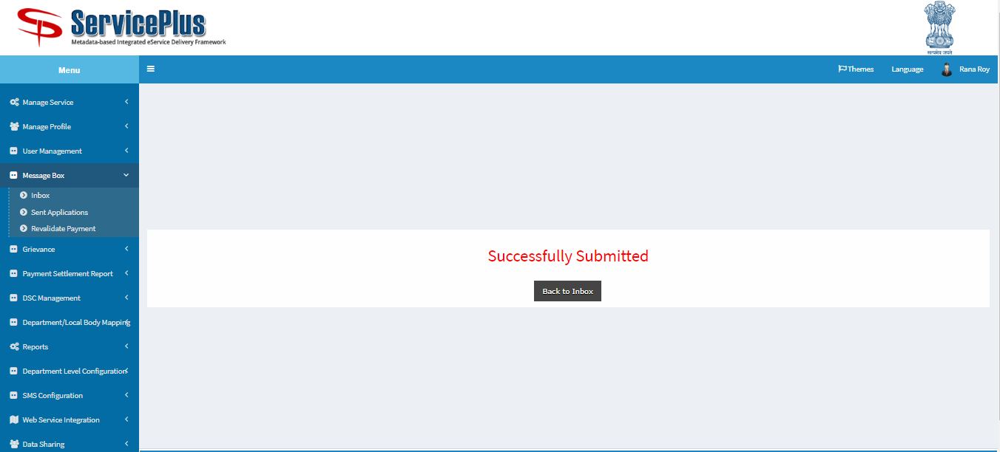 ServicePlus
Metadata-based Integrated eService Delivery Framework
सत्यमेव जयते
Menu
Themes
Language
Rana Roy
Manage Service
Manage Profile
User Management
Message Box
Inbox
Sent Applications
Revalidate Payment
Grievance
Payment Settlement Report
DSC Management
Department/Local Body Mapping
Reports
Department Level Configuration
SMS Configuration
Web Service Integration
Data Sharing
Successfully Submitted
Back to Inbox